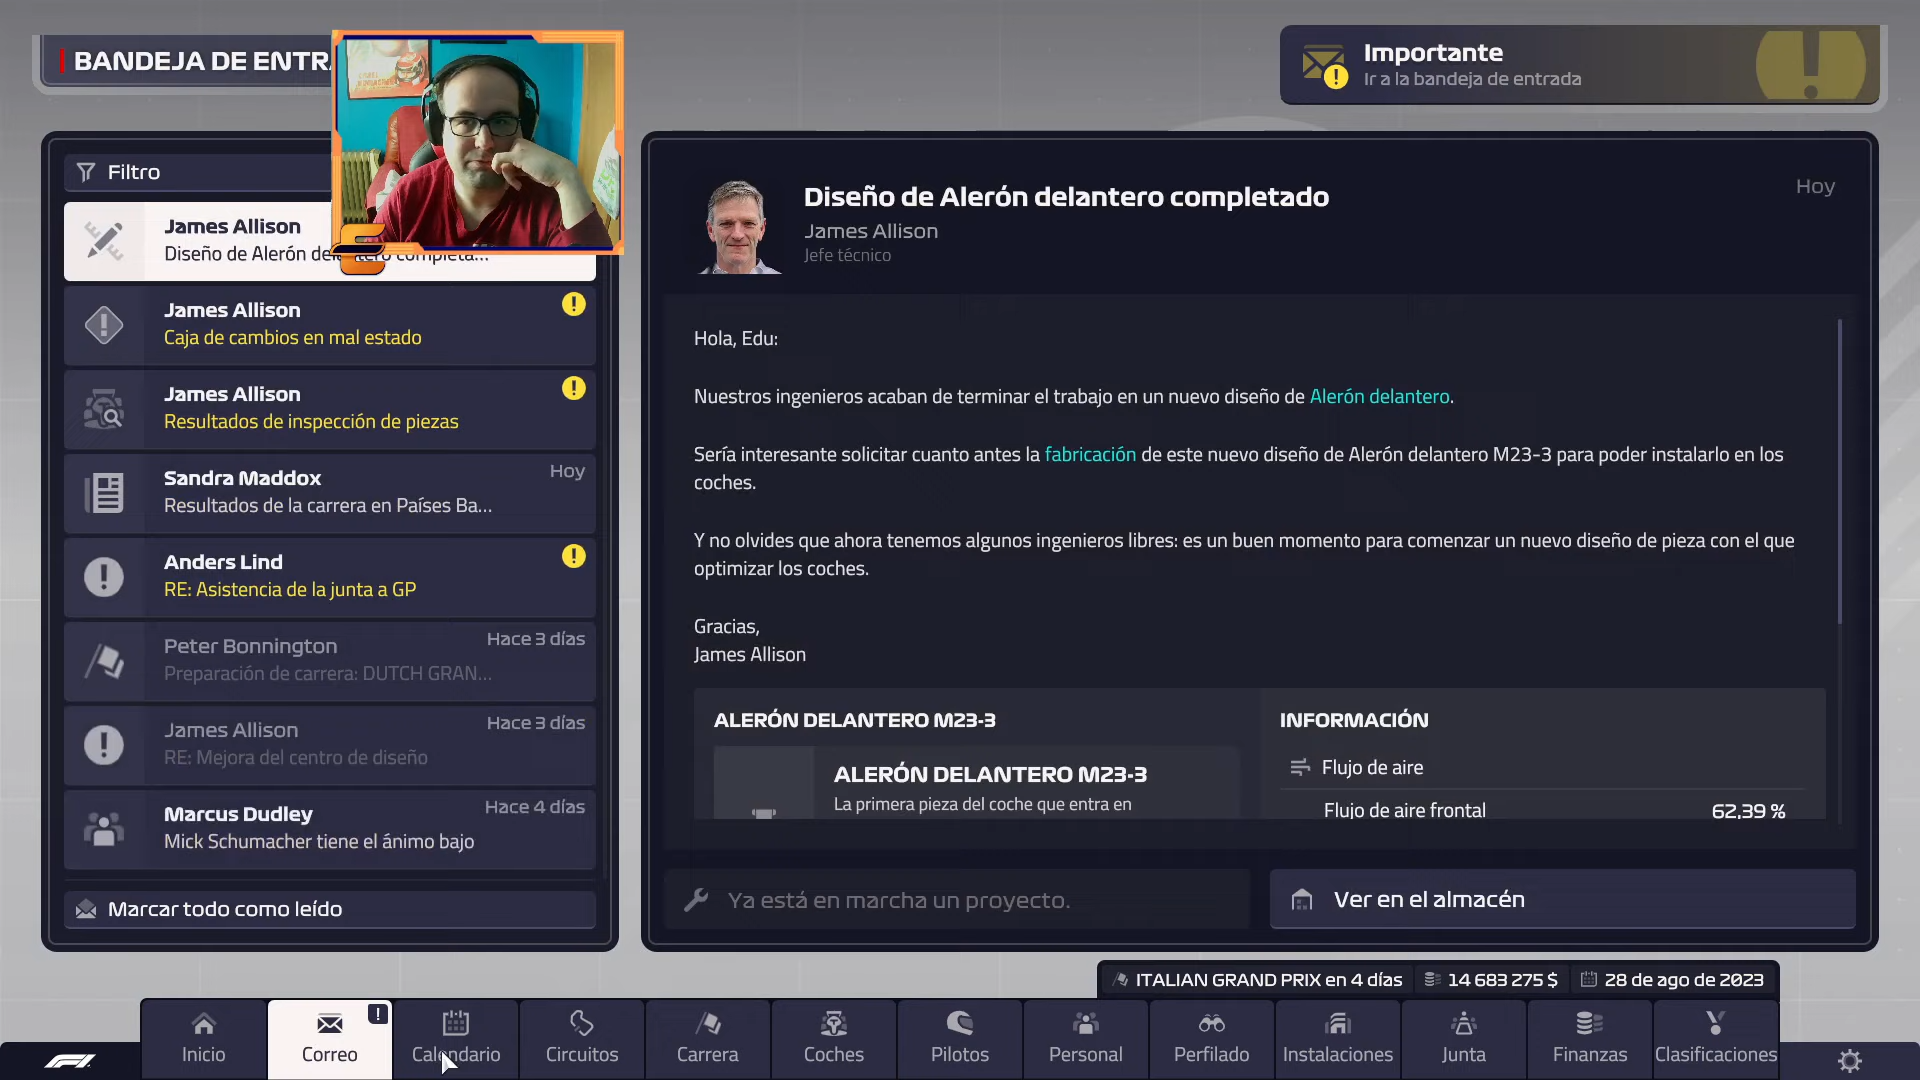 BANDEJA DE ENTRA
Importante
Ir a la bandeja de entrada
Filtro
James Allison
Diseño de Alerón delantero completa...
James Allison
Caja de cambios en mal estado
James Allison
Resultados de inspección de piezas
Sandra Maddox
Hoy
Resultados de la carrera en Países Ba...
Anders Lind
RE: Asistencia de la junta a GP
Peter Bonnington
Hace 3 días
Preparación de carrera: DUTCH GRAN...
James Allison
Hace 3 días
RE: Mejora del centro de diseño
Marcus Dudley
Hace 4 días
Mick Schumacher tiene el ánimo bajo
Marcar todo como leído
Diseño de Alerón delantero completado
Hoy
James Allison
Jefe técnico
Hola, Edu:
Nuestros ingenieros acaban de terminar el trabajo en un nuevo diseño de Alerón delantero.
Sería interesante solicitar cuanto antes la fabricación de este nuevo diseño de Alerón delantero M23-3 para poder instalarlo en los
coches.
Y no olvides que ahora tenemos algunos ingenieros libres: es un buen momento para comenzar un nuevo diseño de pieza con el que
optimizar los coches.
Gracias,
James Allison
ALERÓN DELANTERO M23-3
ALERÓN DELANTERO M23-3
La primera pieza del coche que entra en
INFORMACIÓN
Flujo de aire
Flujo de aire frontal
62,39 %
Ya está en marcha un proyecto.
Ver en el almacén
ITALIAN GRAND PRIX en 4 días
14 683 275 $
28 de ago de 2023
Inicio
Correo
Calendario
Circuitos
Carrera
Coches
Pilotos
Personal
Perfilado
Instalaciones
Junta
Finanzas
Clasificaciones